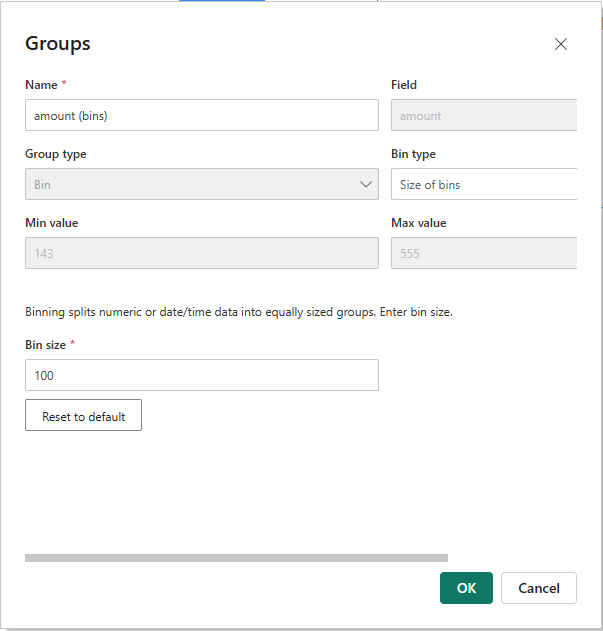 Groups
Name *
Field
amount (bins)
amount
Group type
Bin type
Bin
Size of bins
Min value
Max value
143
555
Binning splits numeric or date/time data into equally sized groups. Enter bin size.
Bin size *
100
Reset to default
OK
Cancel